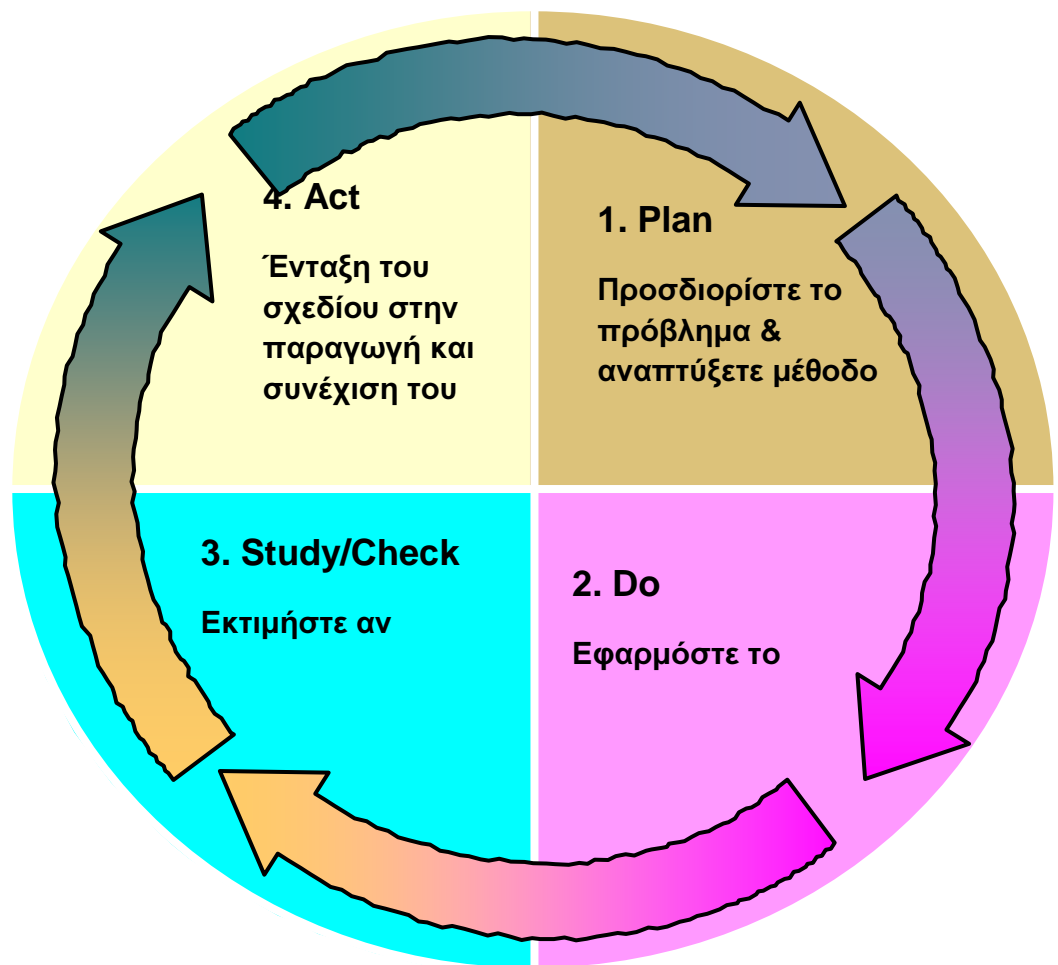 4. Act
Ένταξη του
σχεδίου στην
παραγωγή και
συνέχιση του
1. Plan
Προσδιορίστε το
πρόβλημα &
αναπτύξετε μέθοδο
3. Study/Check
Εκτιμήστε αν
2. Do
Εφαρμόστε το